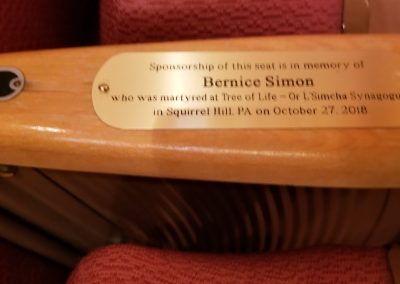 Sponsorship of this seat is in memory of
Bernice Simon
who was martyred at Tree of Life – Or L'Simcha Synagogue
in Squirrel Hill, PA on October 27, 2018